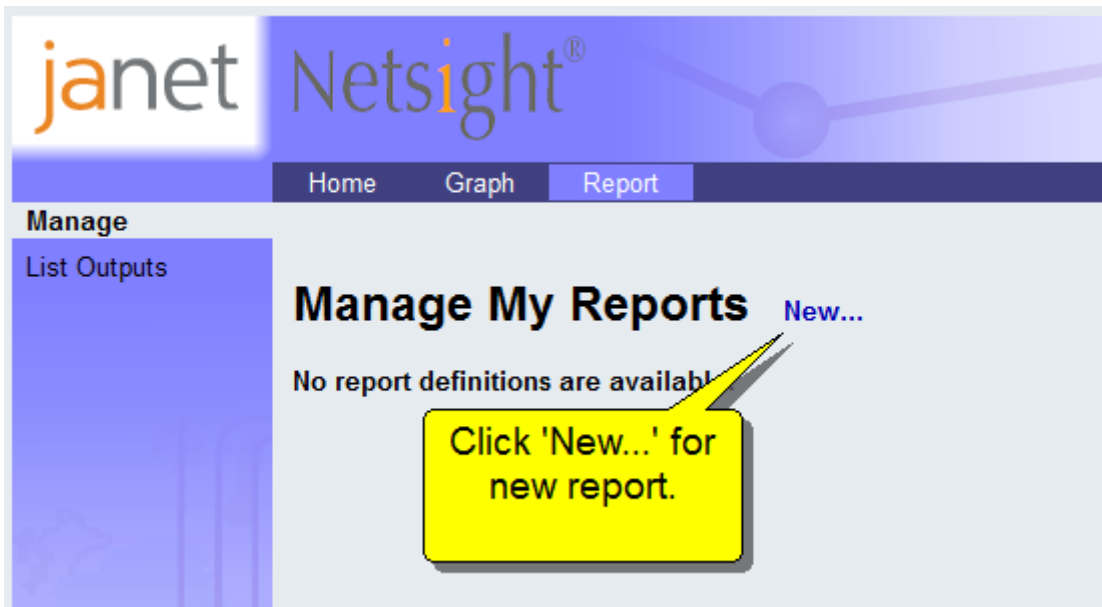 janet Netsight®
Home Graph Report
Manage
List Outputs
Manage My Reports New...
No report definitions are
Click 'New...' for
new report.